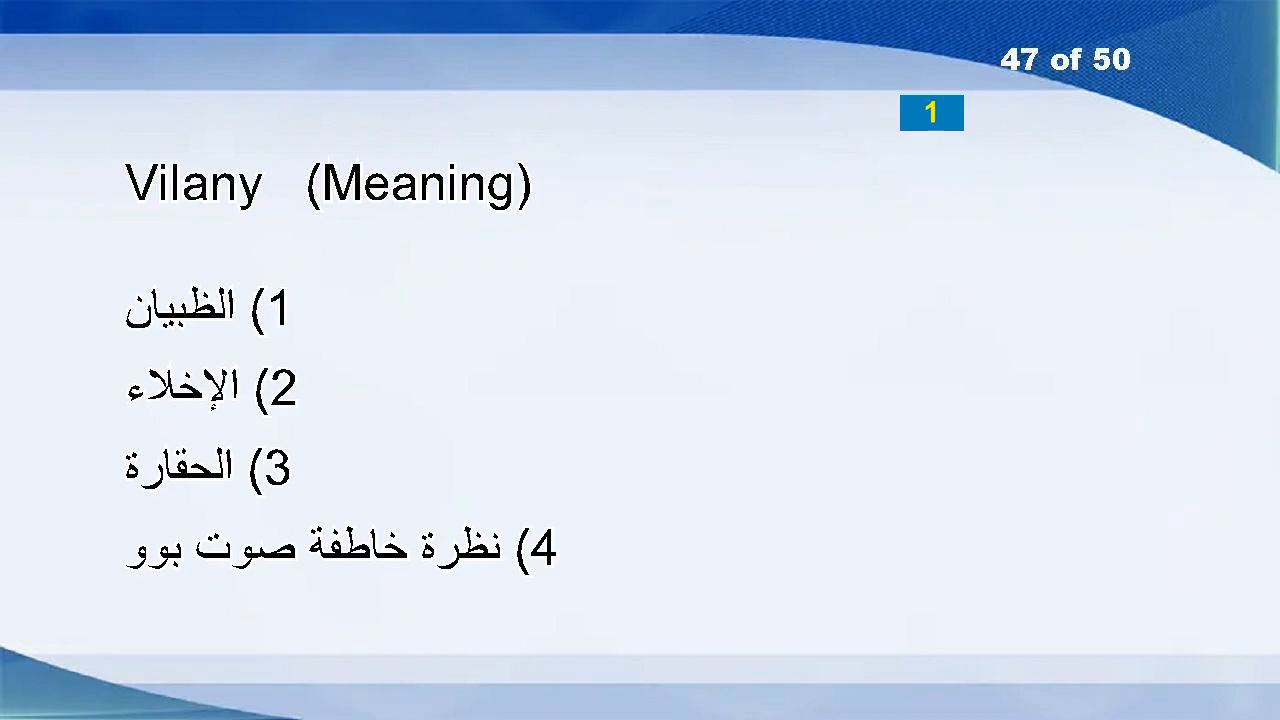 47 of 50
1
Vilany (Meaning)
1) الظبيان
2) الإخلاء
3) الحقارة
4) نظرة خاطفة صوت بوو